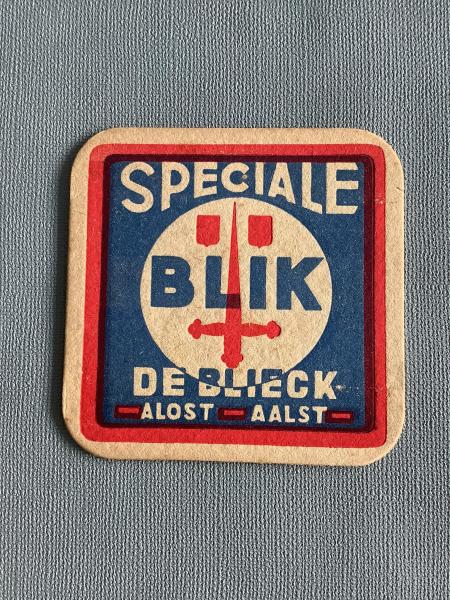 SPECIALE
BLIK
DE BLIECK
ALOST - AALST